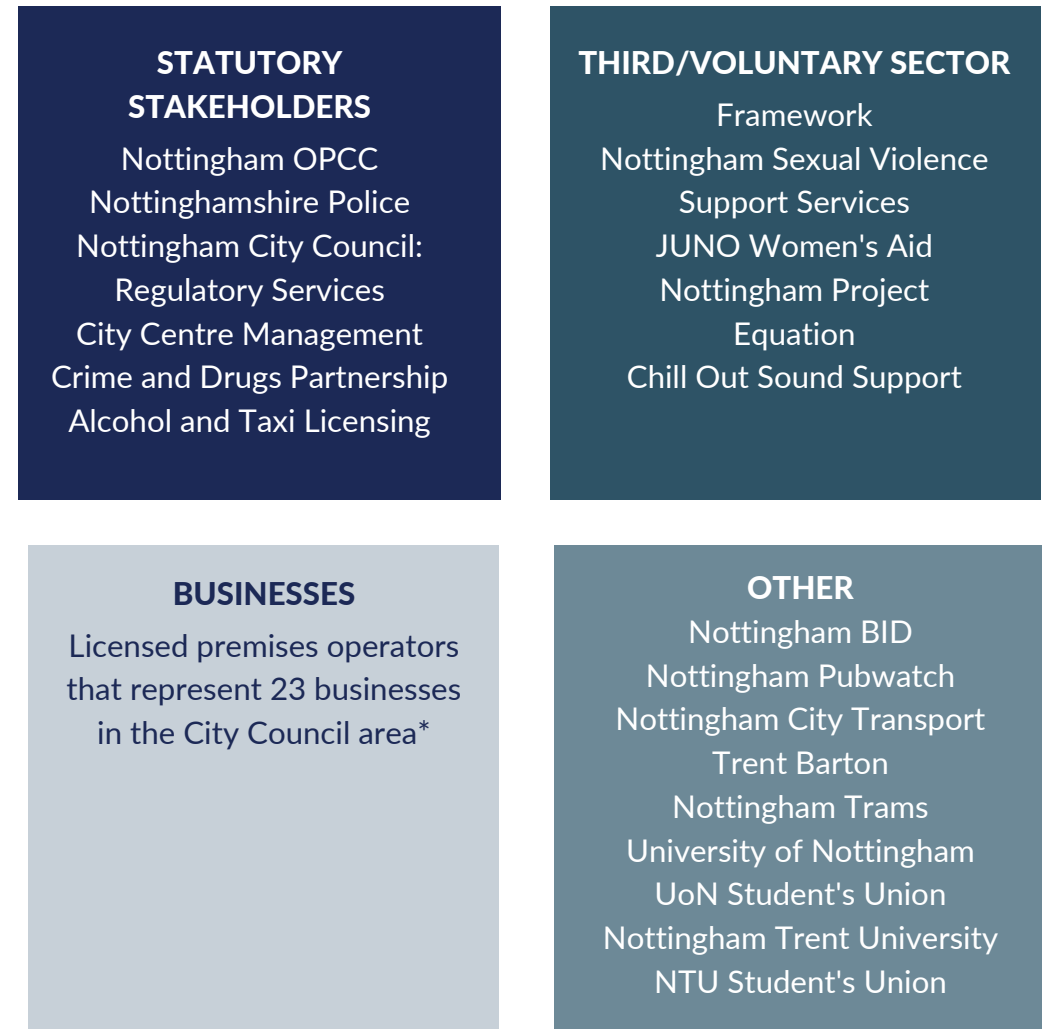 STATUTORY
STAKEHOLDERS
Nottingham OPCC
Nottinghamshire Police
Nottingham City Council:
Regulatory Services
City Centre Management
Crime and Drugs Partnership
Alcohol and Taxi Licensing
THIRD/VOLUNTARY SECTOR
Framework
Nottingham Sexual Violence
Support Services
JUNO Women's Aid
Nottingham Project
Equation
Chill Out Sound Support
BUSINESSES
Licensed premises operators
that represent 23 businesses
in the City Council area*
OTHER
Nottingham BID
Nottingham Pubwatch
Nottingham City Transport
Trent Barton
Nottingham Trams
University of Nottingham
UoN Student's Union
Nottingham Trent University
NTU Student's Union